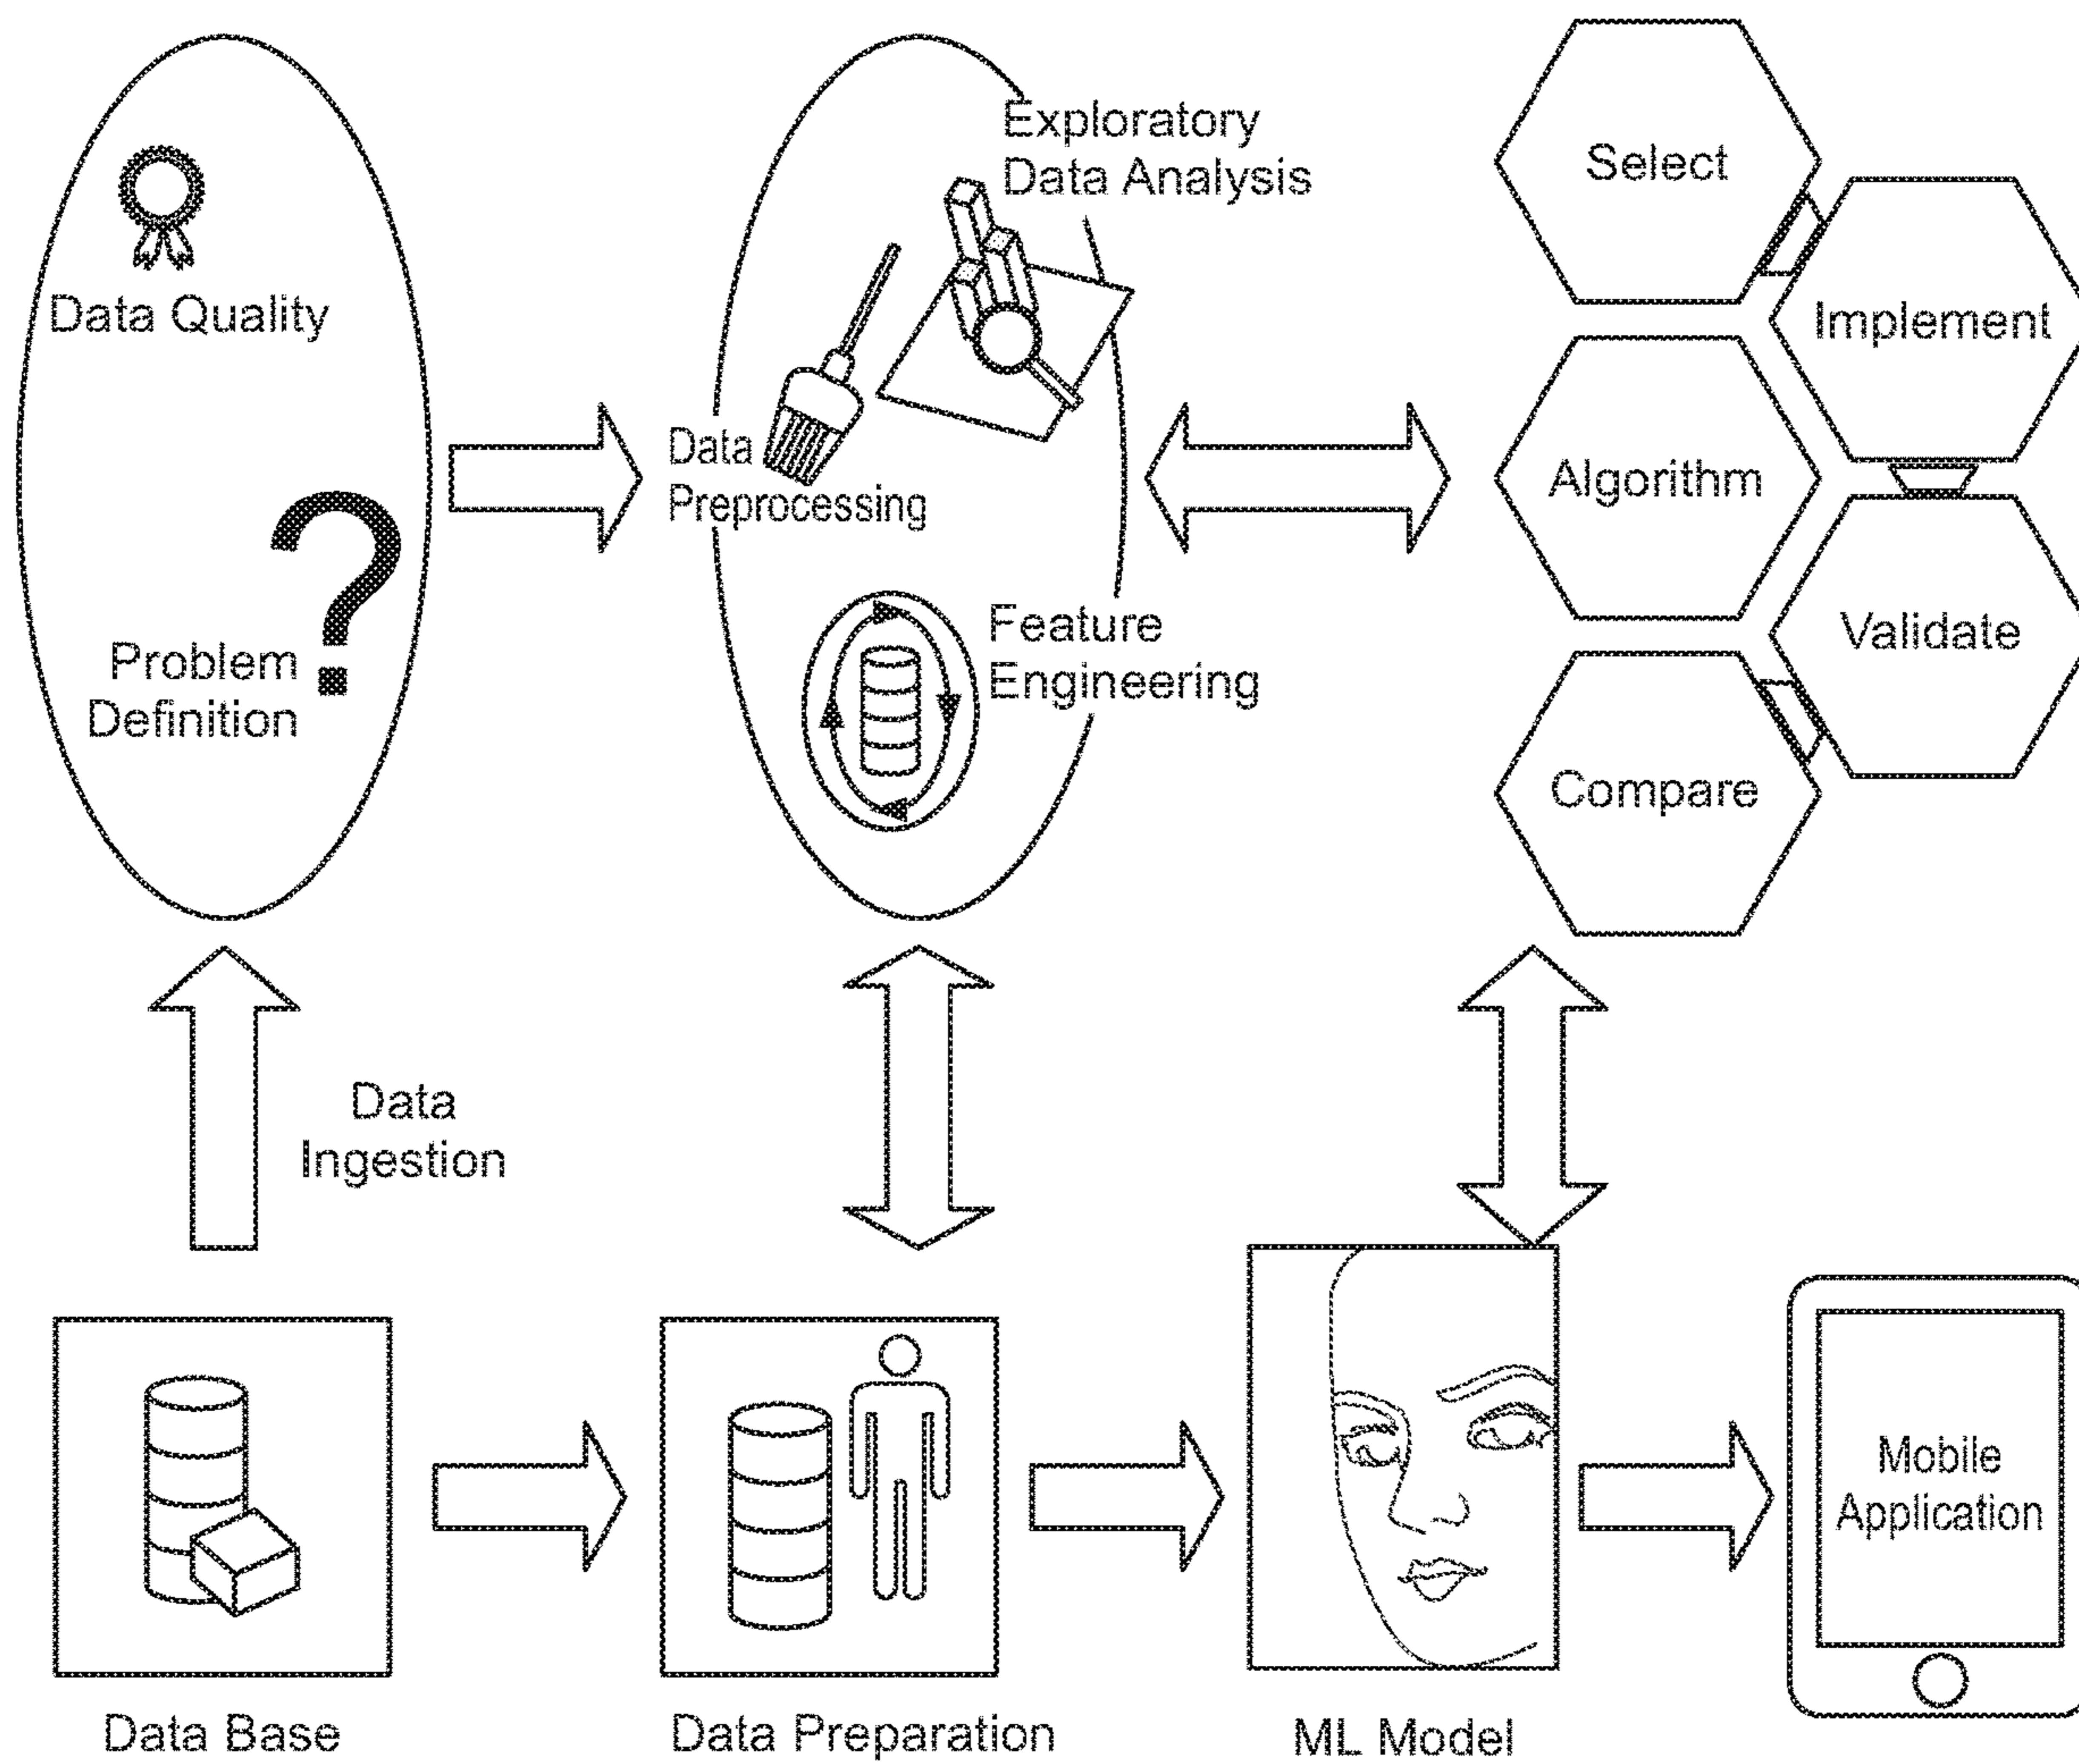 Data Quality
Problem
Definition
Exploratory
Data Analysis
Data
Preprocessing
Feature
Engineering
Select
Implement
Algorithm
Validate
Compare
Data
Ingestion
Data Base
Data Preparation
ML Model
Mobile
Application